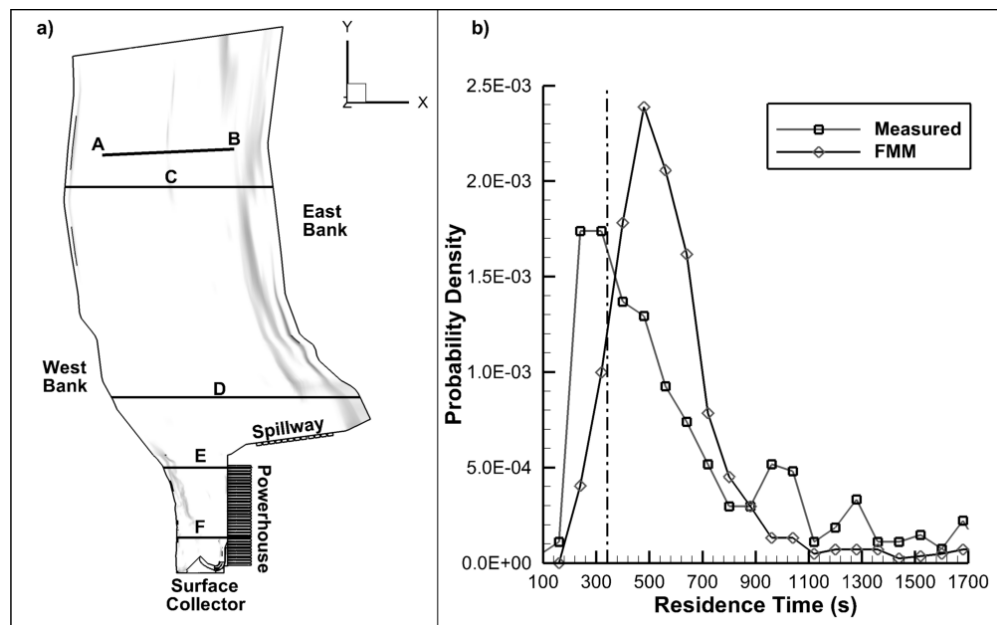 a)
Y
Z
X
A
B
C
East
Bank
West
Bank
D
Spillway
E
Powerhouse
F
Surface
Collector
b)
Probability Density
2.5E-03
2.0E-03
1.5E-03
1.0E-03
5.0E-04
0.0E+00
Measured
FMM
100 300 500 700 900 1100 1300 1500 1700
Residence Time (s)